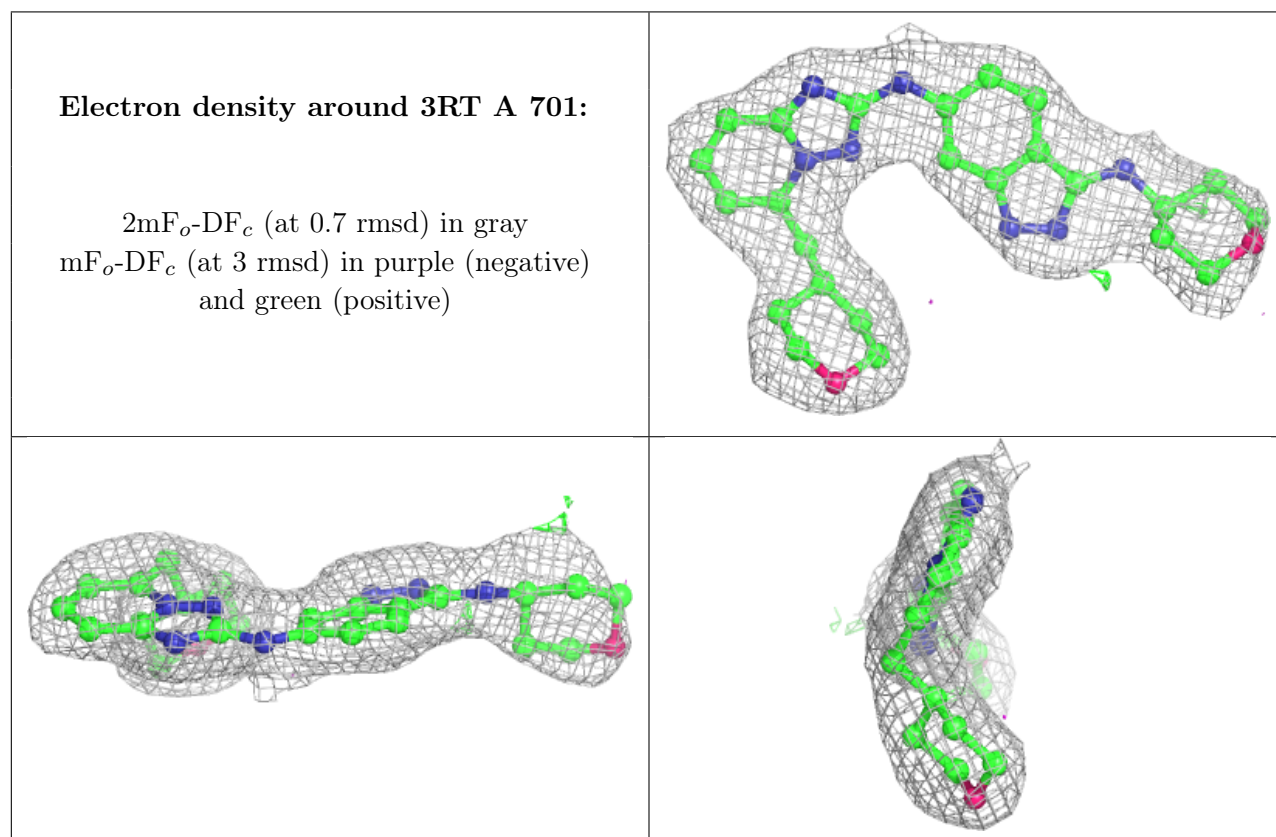 Electron density around 3RT A 701:
2mFo-DFc (at 0.7 rmsd) in gray
mFo-DFc (at 3 rmsd) in purple (negative)
and green (positive)